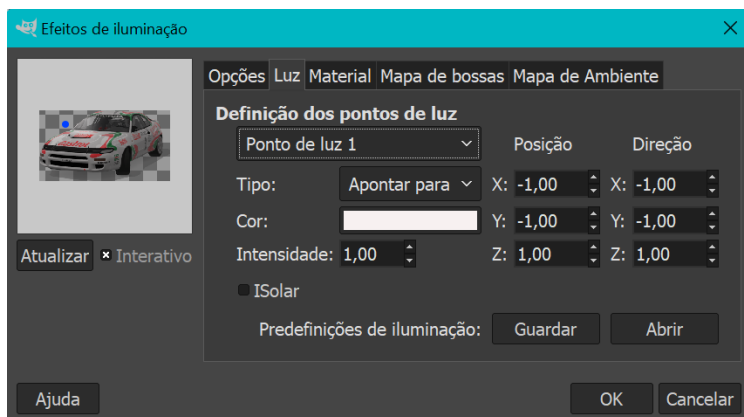 Efeitos de iluminação
Opções Luz Material Mapa de bossas Mapa de Ambiente
Definição dos pontos de luz
Ponto de luz 1 Posição Direção
Tipo: Apontar para X: -1,00 X: -1,00
Cor: Y: -1,00 Y: -1,00
Atualizar Interativo Intensidade: 1,00 Z: 1,00 Z: 1,00
ISolar
Predefinições de iluminação: Guardar Abrir
Ajuda OK Cancelar